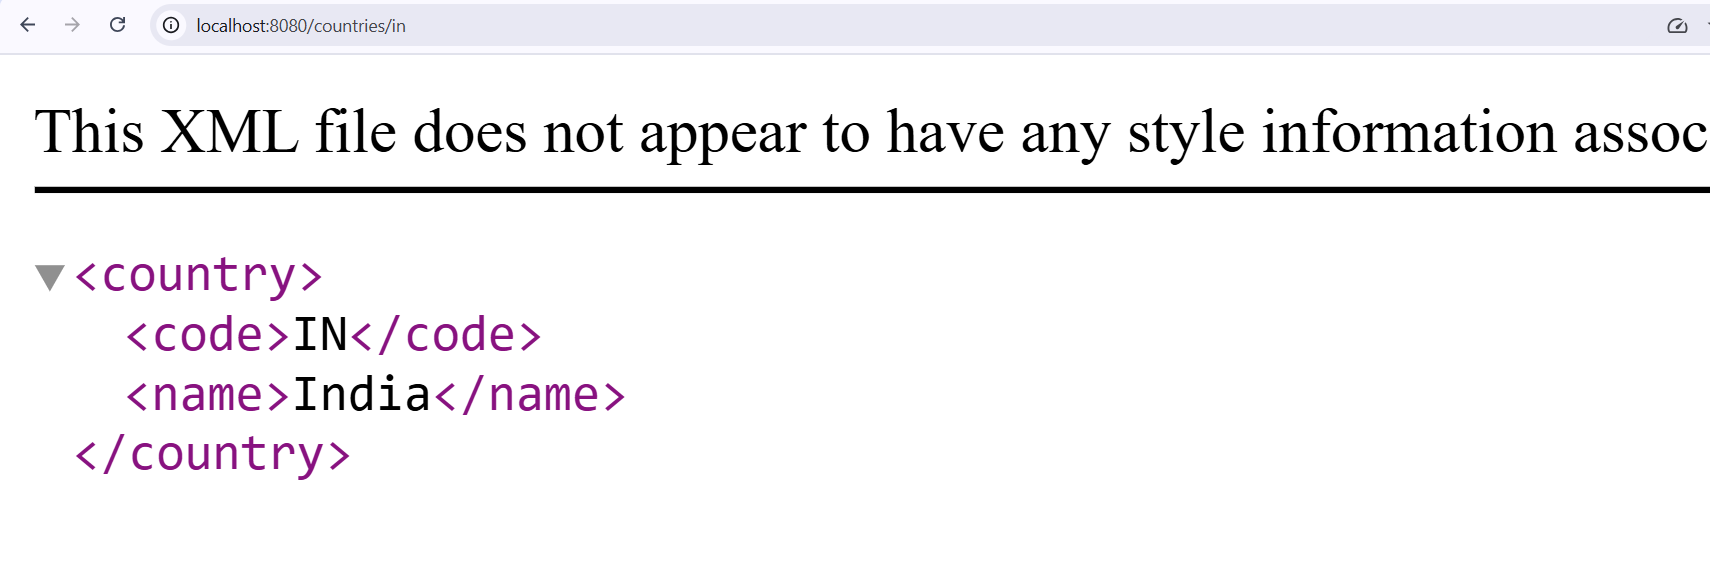 localhost:8080/countries/in
This XML file does not appear to have any style information assoc
<country>
<code>IN</code>
<name>India</name>
</country>